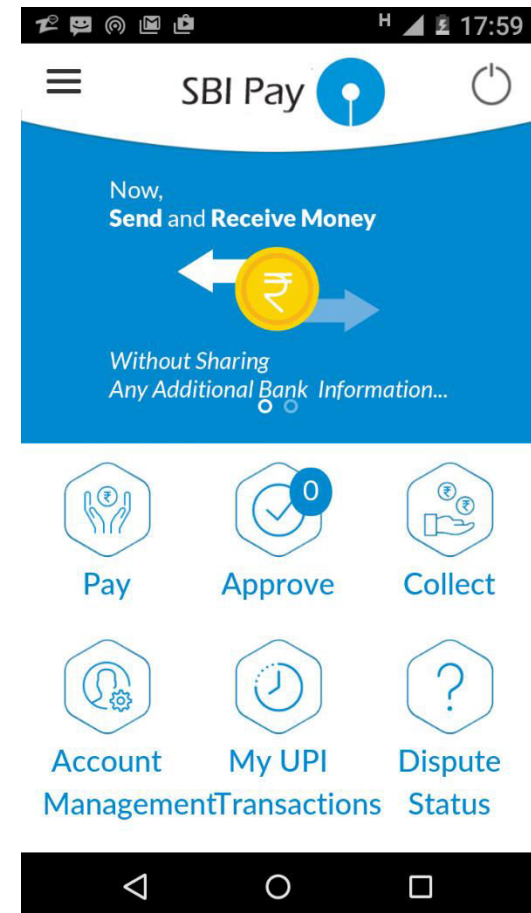 H 17:59
SBI Pay
Now,
Send and Receive Money
₹
Without Sharing
Any Additional Bank Information...
₹ 0 ₹ ₹
Pay Approve Collect
?
Account My UPI Dispute
Management Transactions Status